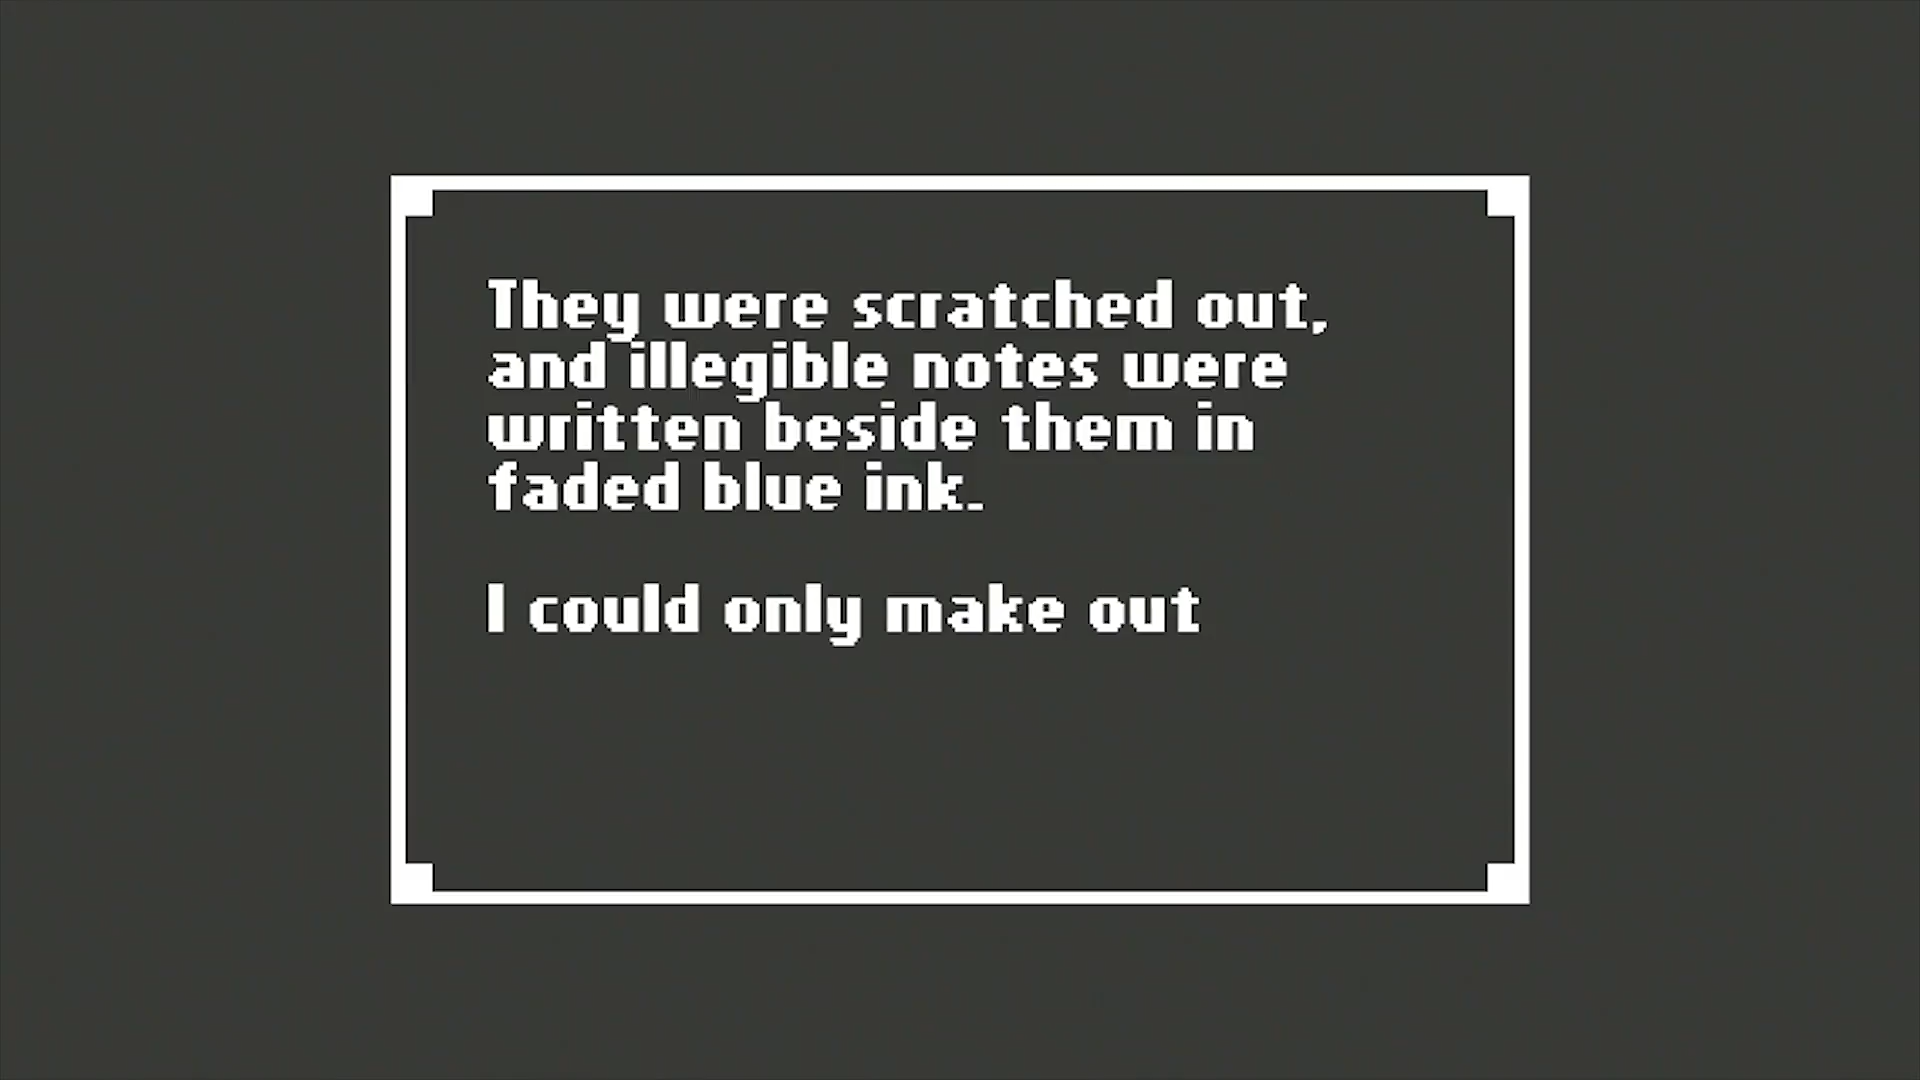 They were scratched out,
and illegible notes were
written beside them in
faded blue ink.
I could only make out